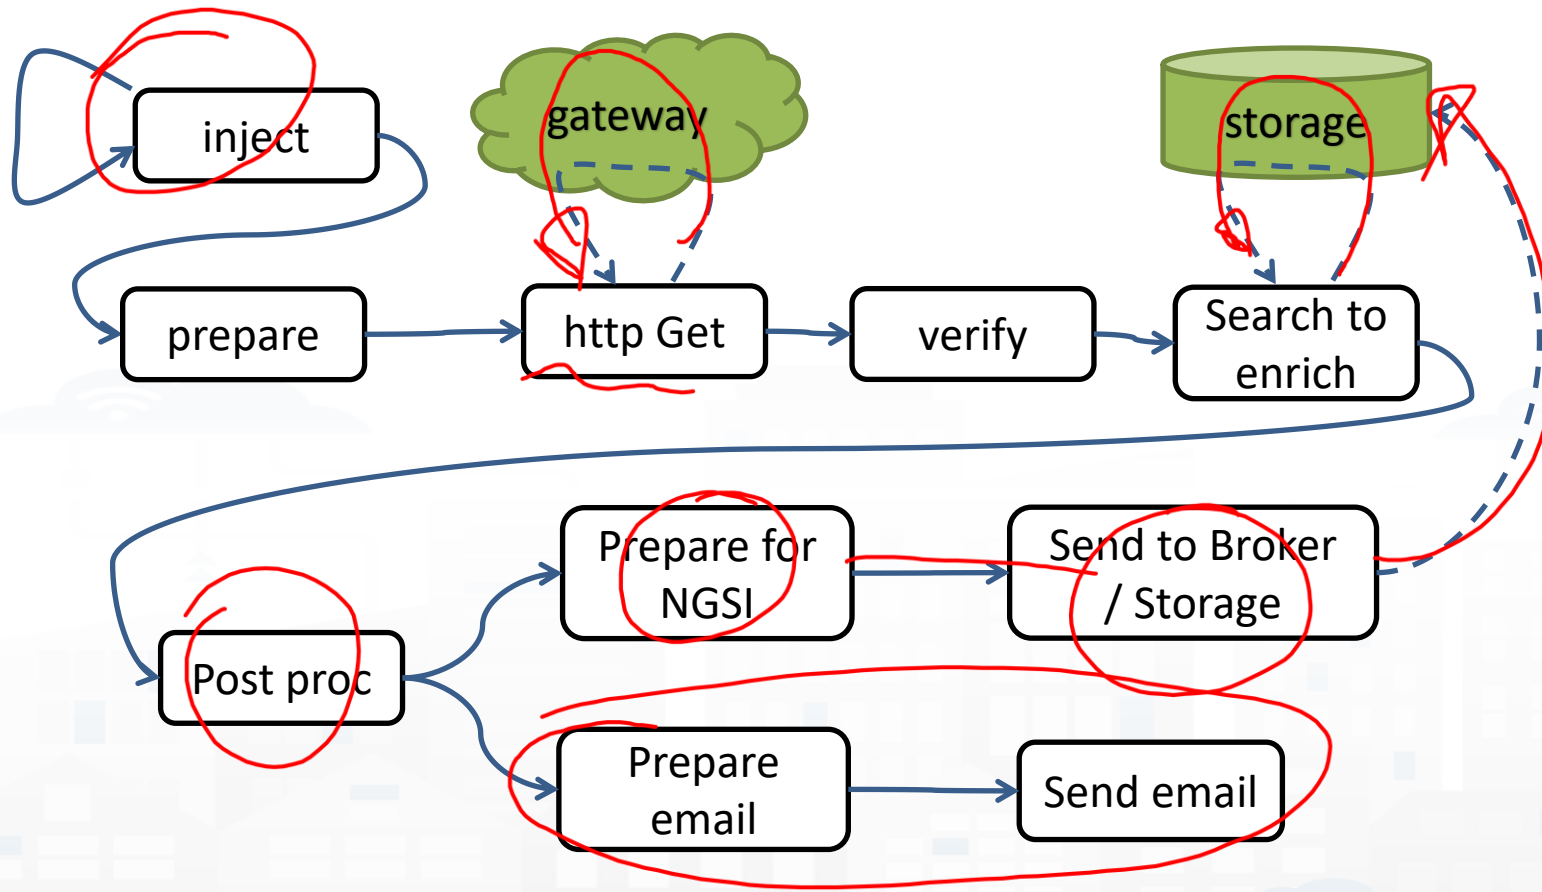 inject
gateway
storage
prepare
http Get
verify
Search to
enrich
Prepare for
NGSI
Send to Broker
/ Storage
Post proc
Prepare
email
Send email